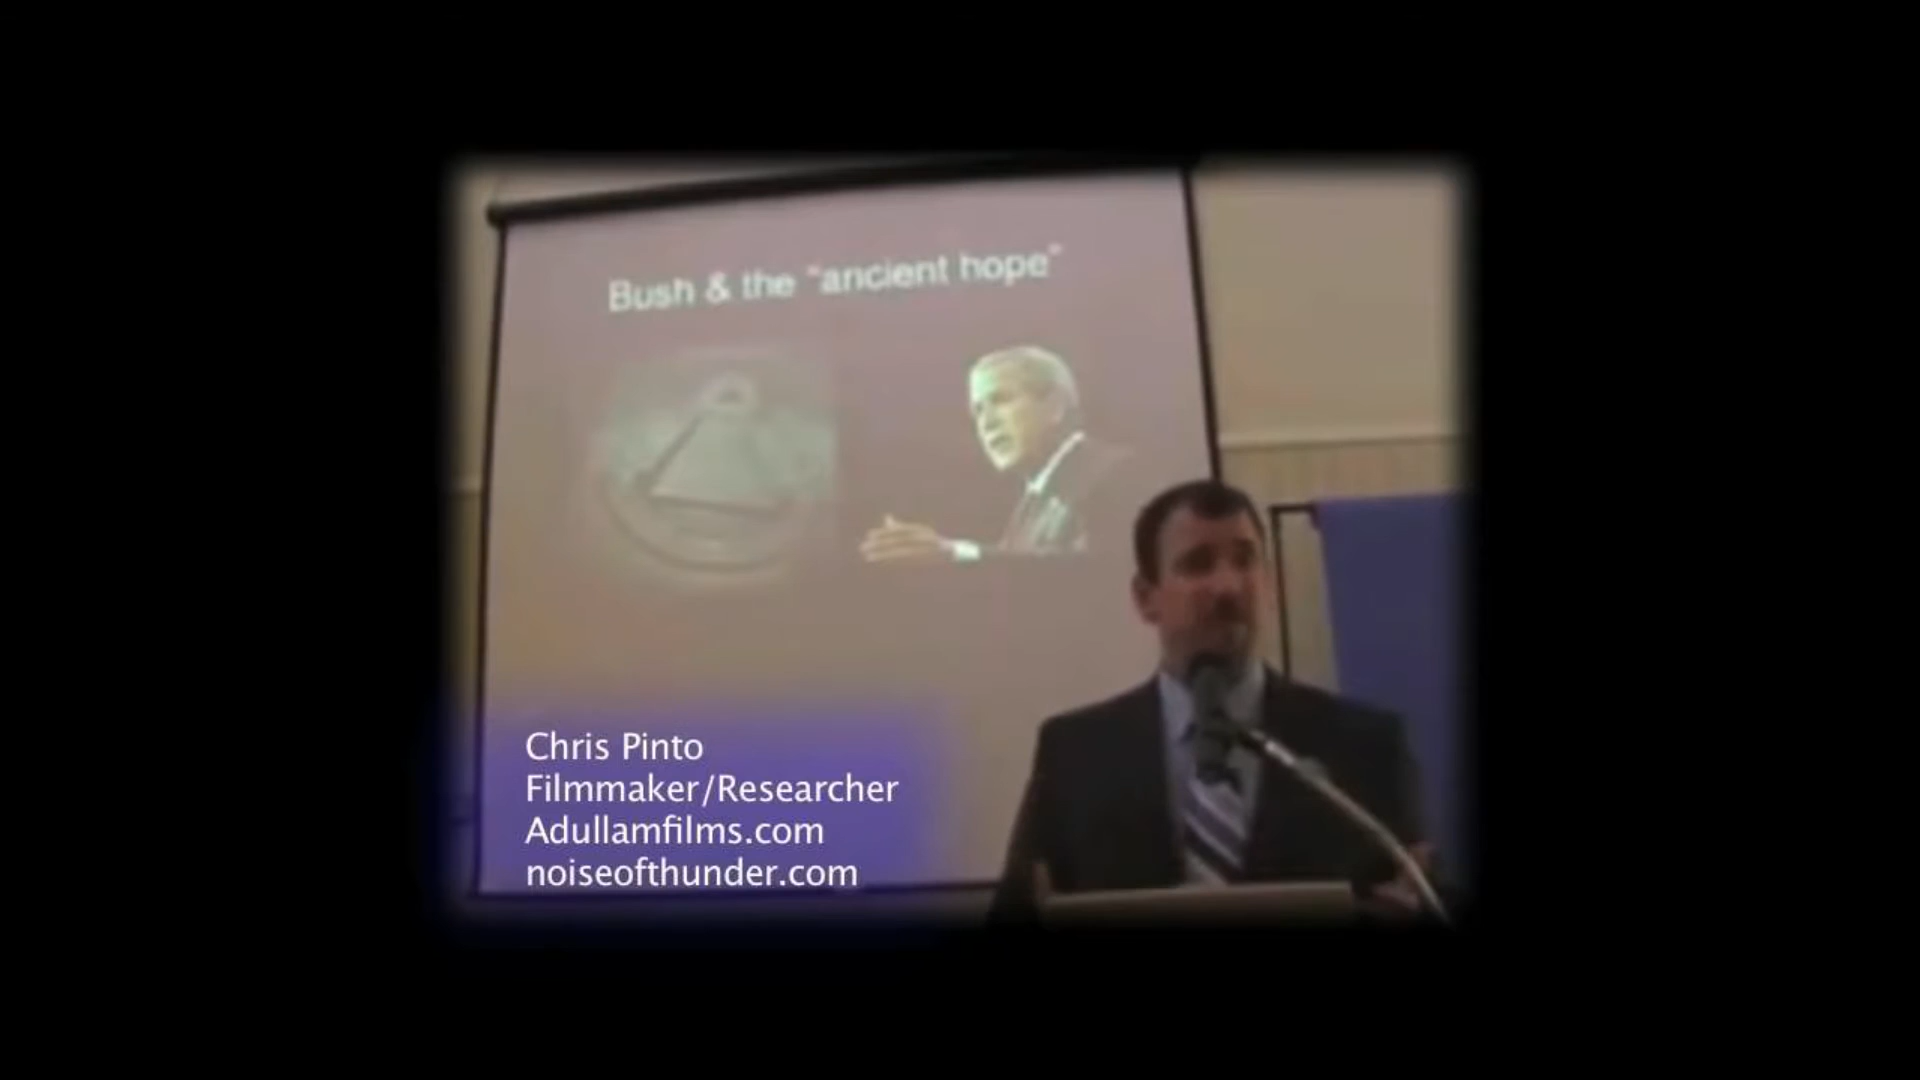 Bush & the "ancient hope"
Chris Pinto
Filmmaker/Researcher
Adullamfilms.com
noiseofthunder.com